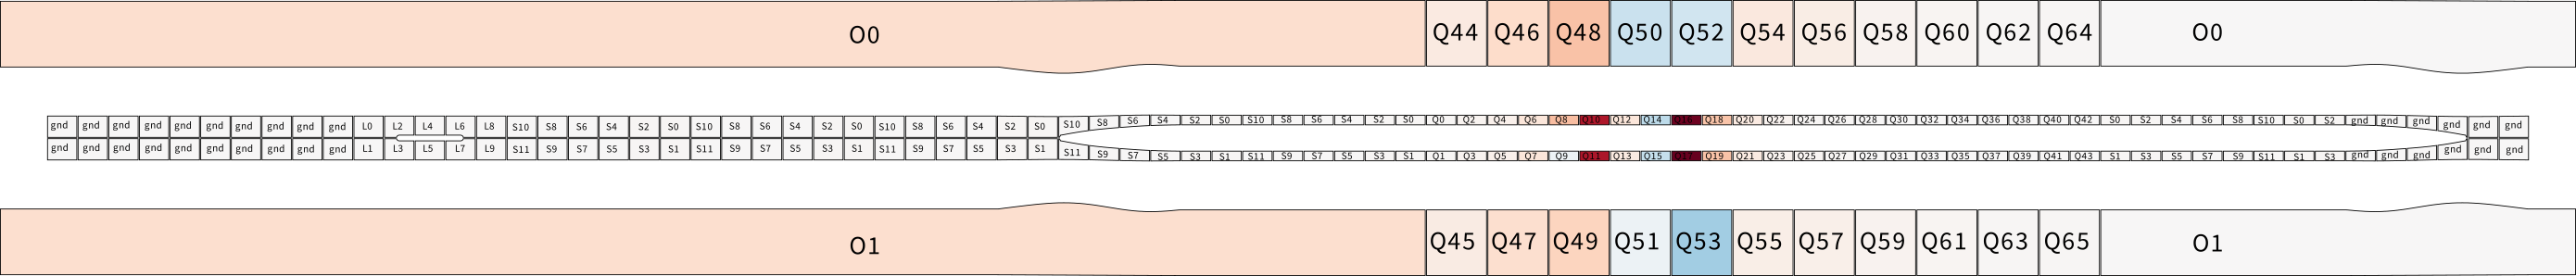 O0 Q44 Q46 Q48 Q50 Q52 Q54 Q56 Q58 Q60 Q62 Q64 O0
gnd gnd gnd gnd gnd gnd gnd gnd gnd gnd L0 L2 L4 L6 L8 S10 S8 S6 S4 S2 S0 S10 S8 S6 S4 S2 S0 S10 S8 S6 S4 S2 S0 S10 S8 S6 S4 S2 S0 S10 S8 S6 S4 S2 S0 Q0 Q2 Q4 Q6 Q8 Q10 Q12 Q14 Q16 Q18 Q20 Q22 Q24 Q26 Q28 Q30 Q32 Q34 Q36 Q38 Q40 Q42 S0 S2 S4 S6 S8 S10 S0 S2 gnd gnd gnd gnd gnd gnd
gnd gnd gnd gnd gnd gnd gnd gnd gnd gnd L1 L3 L5 L7 L9 S11 S9 S7 S5 S3 S1 S11 S9 S7 S5 S3 S1 S11 S9 S7 S5 S3 S1 S11 S9 S7 S5 S3 S1 S11 S9 S7 S5 S3 S1 Q1 Q3 Q5 Q7 Q9 Q11 Q13 Q15 Q17 Q19 Q21 Q23 Q25 Q27 Q29 Q31 Q33 Q35 Q37 Q39 Q41 Q43 S1 S3 S5 S7 S9 S11 S1 S3 gnd gnd gnd gnd gnd gnd
O1 Q45 Q47 Q49 Q51 Q53 Q55 Q57 Q59 Q61 Q63 Q65 O1